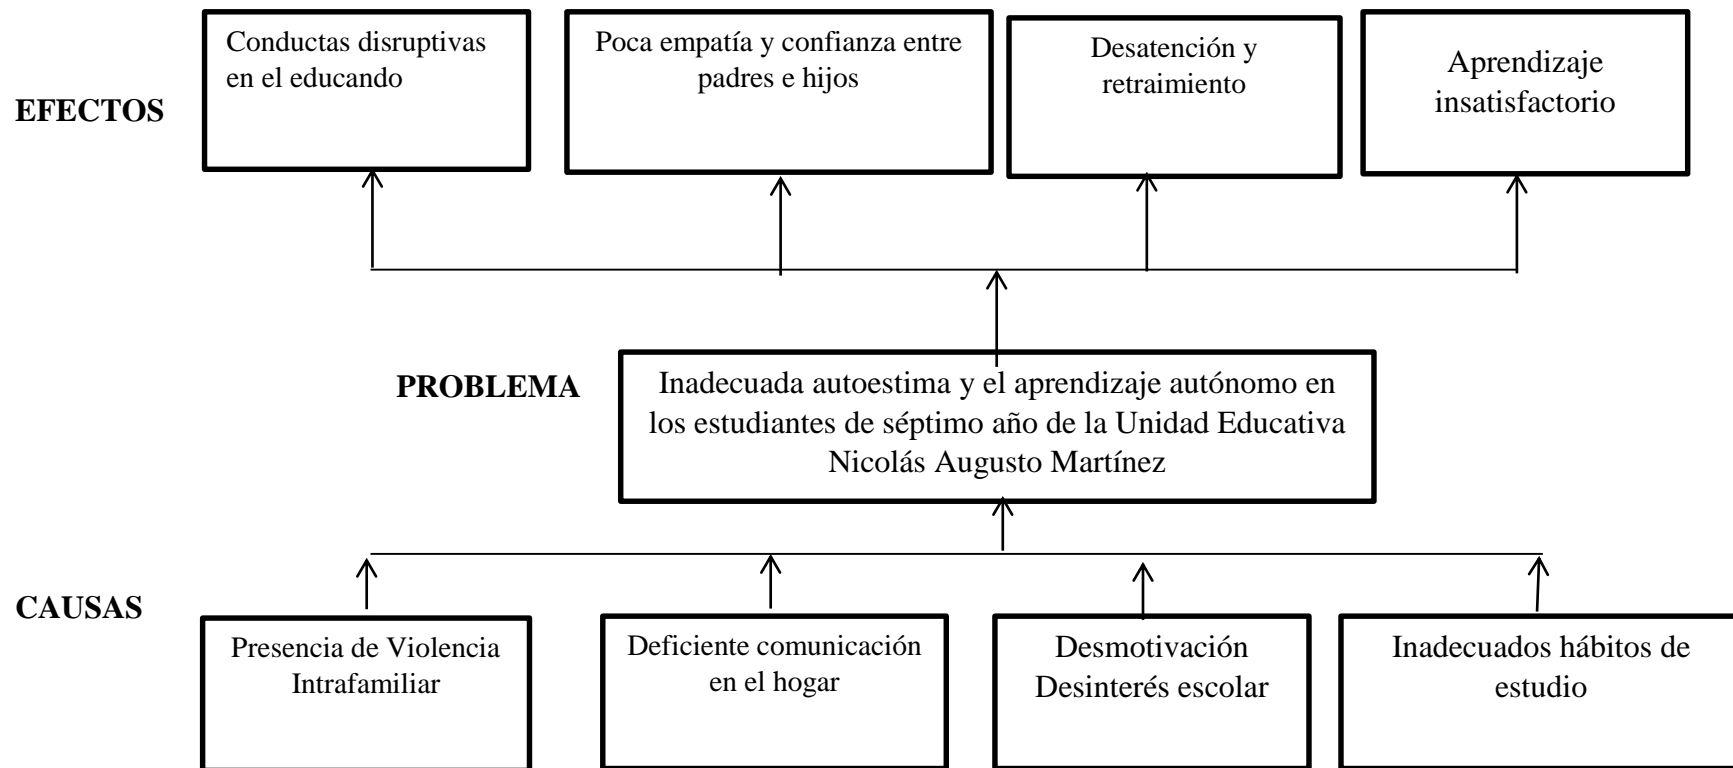 Conductas disruptivas
en el educando
Poca empatía y confianza entre
padres e hijos
Desatención y
retraimiento
Aprendizaje
insatisfactorio
EFECTOS
PROBLEMA
Inadecuada autoestima y el aprendizaje autónomo en
los estudiantes de séptimo año de la Unidad Educativa
Nicolás Augusto Martínez
CAUSAS
Presencia de Violencia
Intrafamiliar
Deficiente comunicación
en el hogar
Desmotivación
Desinterés escolar
Inadecuados hábitos de
estudio